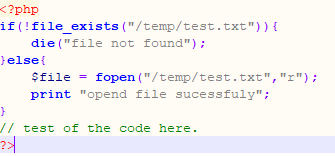 <?php
if(!file_exists("/temp/test.txt")){
    die("file not found");
}else{
    $file = fopen("/temp/test.txt","r");
    print "opend file sucessfuly";
}
// test of the code here.
?>